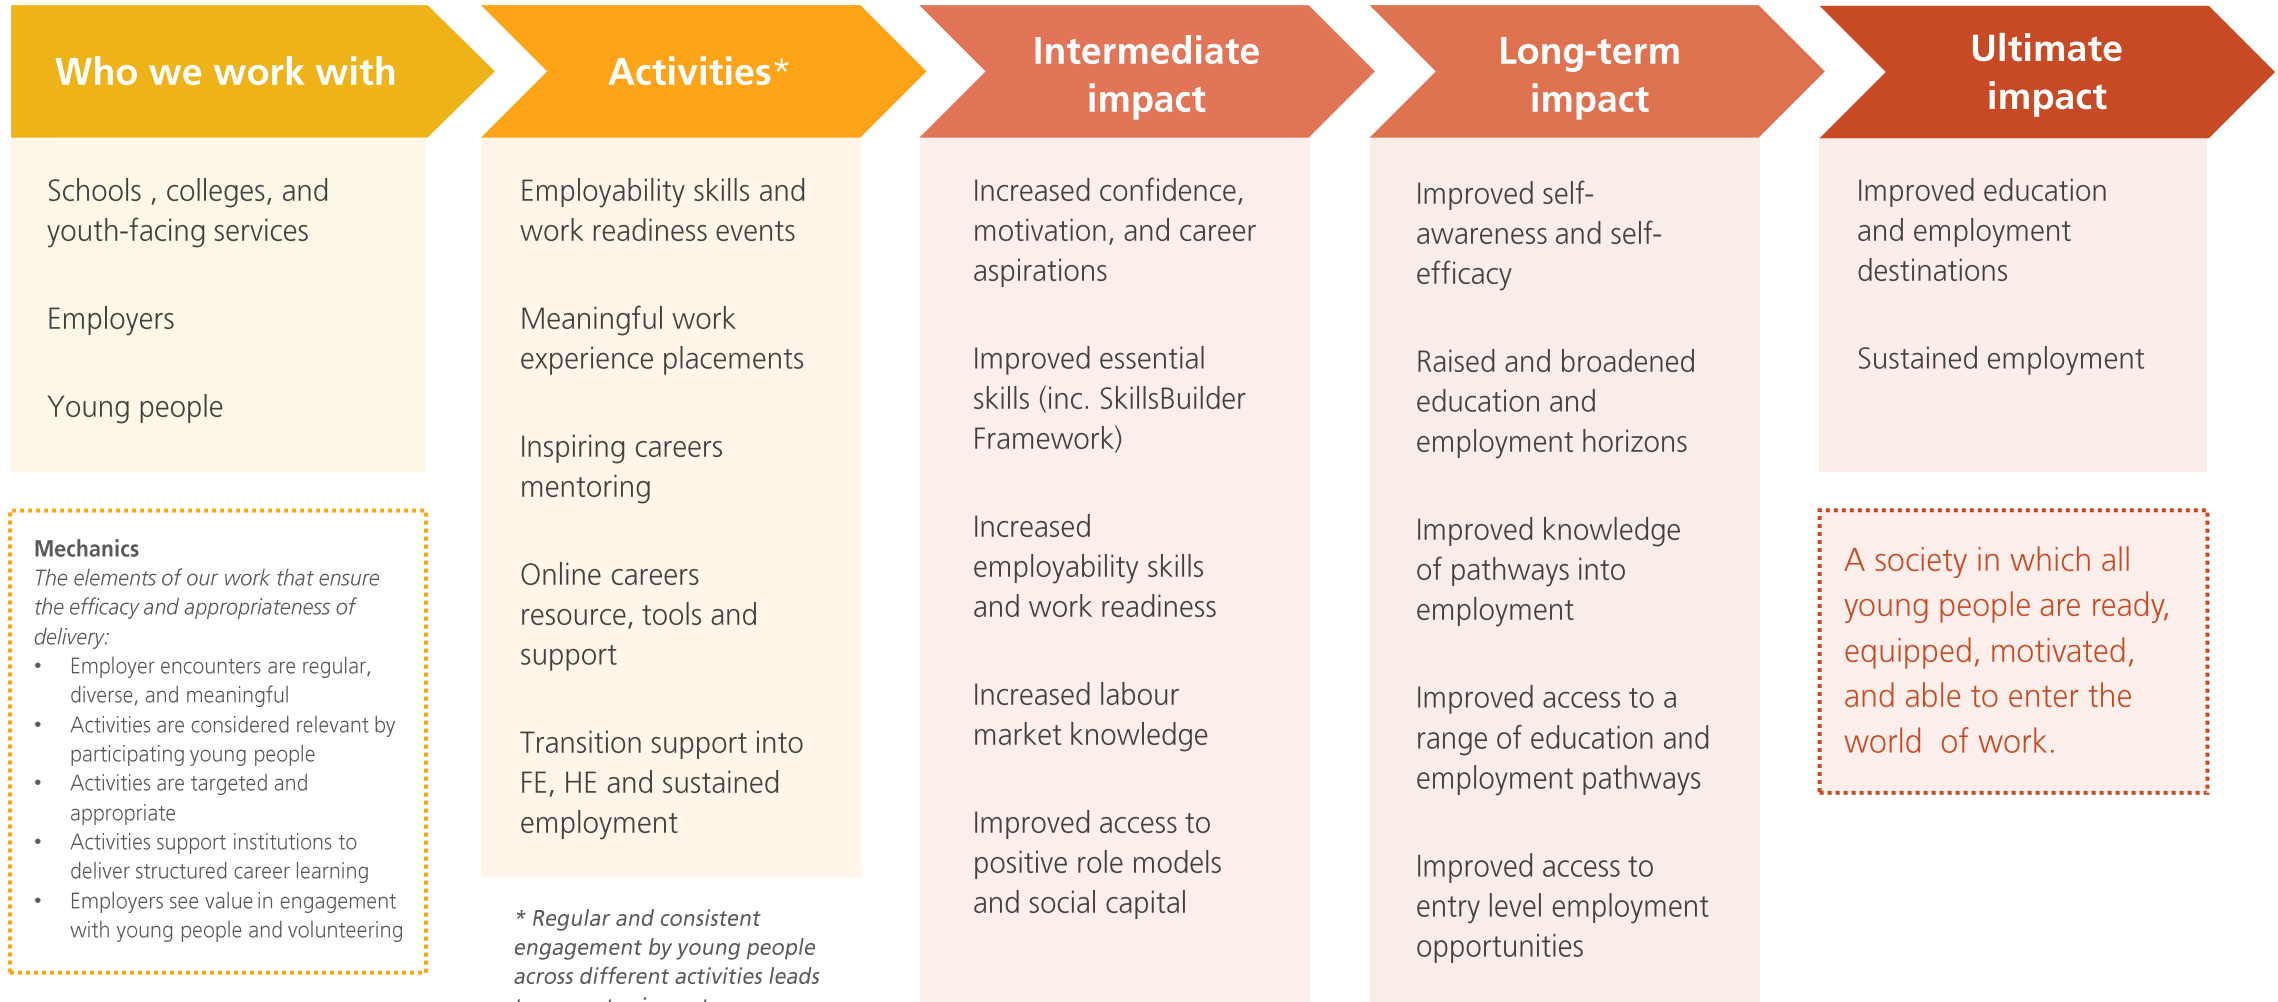 Who we work with
Schools , colleges, and
youth-facing services
Employers
Young people
Mechanics
The elements of our work that ensure
the efficacy and appropriateness of
delivery:
• Employer encounters are regular,
diverse, and meaningful
• Activities are considered relevant by
participating young people
• Activities are targeted and
appropriate
• Activities support institutions to
deliver structured career learning
• Employers see value in engagement
with young people and volunteering
Activities*
Employability skills and
work readiness events
Meaningful work
experience placements
Inspiring careers
mentoring
Online careers
resource, tools and
support
Transition support into
FE, HE and sustained
employment
* Regular and consistent
engagement by young people
across different activities leads
Intermediate
impact
Increased confidence,
motivation, and career
aspirations
Improved essential
skills (inc. SkillsBuilder
Framework)
Increased
employability skills
and work readiness
Increased labour
market knowledge
Improved access to
positive role models
and social capital
Long-term
impact
Improved self-
awareness and self-
efficacy
Raised and broadened
education and
employment horizons
Improved knowledge
of pathways into
employment
Improved access to a
range of education and
employment pathways
Improved access to
entry level employment
opportunities
Ultimate
impact
Improved education
and employment
destinations
Sustained employment
A society in which all
young people are ready,
equipped, motivated,
and able to enter the
world of work.